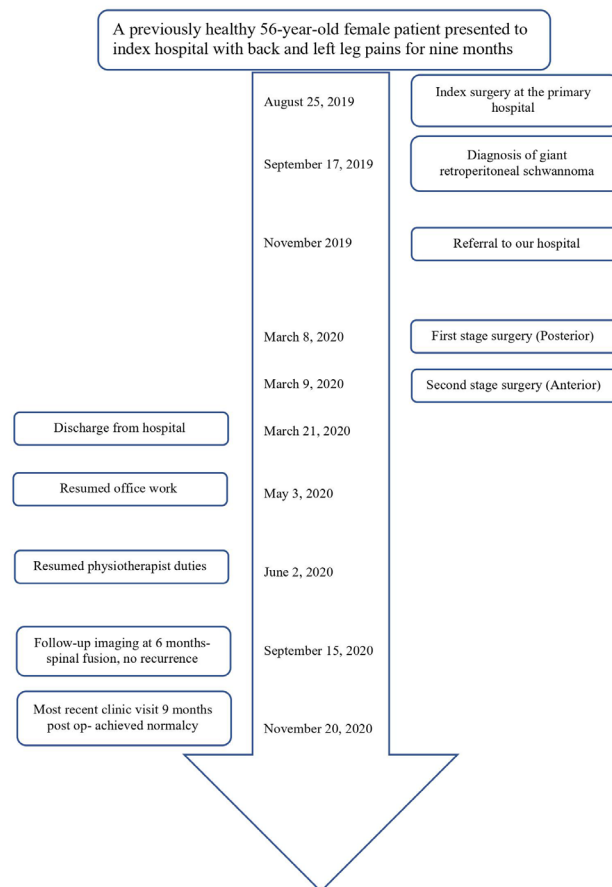 A previously healthy 56-year-old female patient presented to
index hospital with back and left leg pains for nine months
August 25, 2019
Index surgery at the primary
hospital
September 17, 2019
Diagnosis of giant
retroperitoneal schwannoma
November 2019
Referral to our hospital
March 8, 2020
First stage surgery (Posterior)
March 9, 2020
Second stage surgery (Anterior)
Discharge from hospital
March 21, 2020
Resumed office work
May 3, 2020
Resumed physiotherapist duties
June 2, 2020
Follow-up imaging at 6 months-
spinal fusion, no recurrence
September 15, 2020
Most recent clinic visit 9 months
post op- achieved normalcy
November 20, 2020